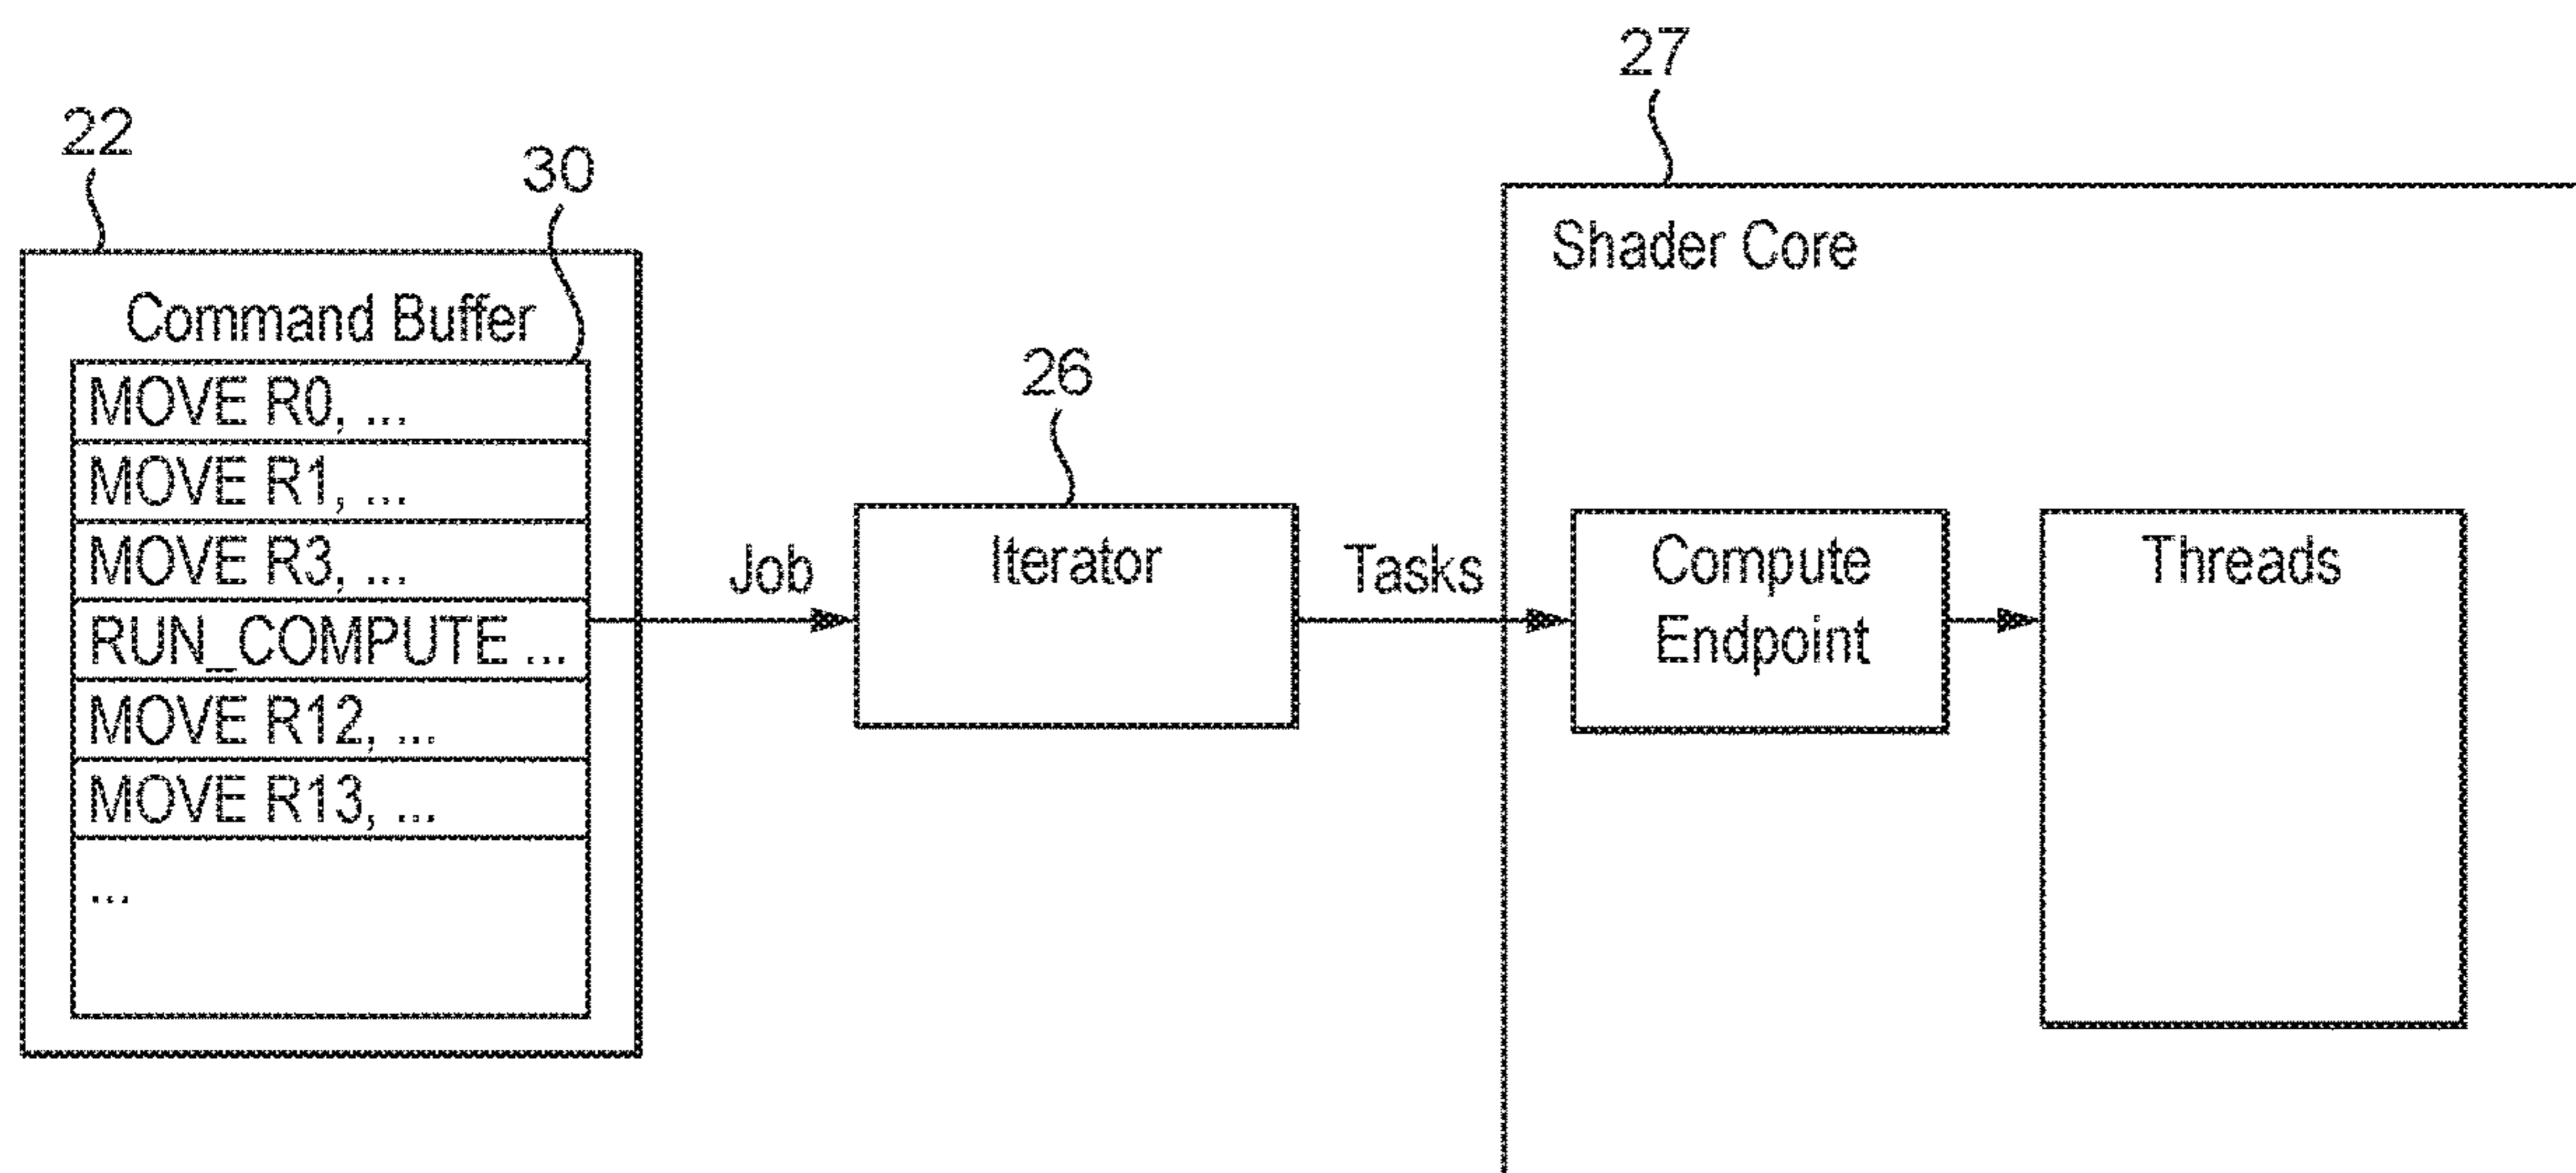 27
22
30
Shader Core
Command Buffer
MOVE R0, ...
MOVE R1, ...
MOVE R3, ...
RUN_COMPUTE ...
MOVE R12, ...
MOVE R13, ...
...
Job
26
Iterator
Tasks
Compute
Endpoint
Threads